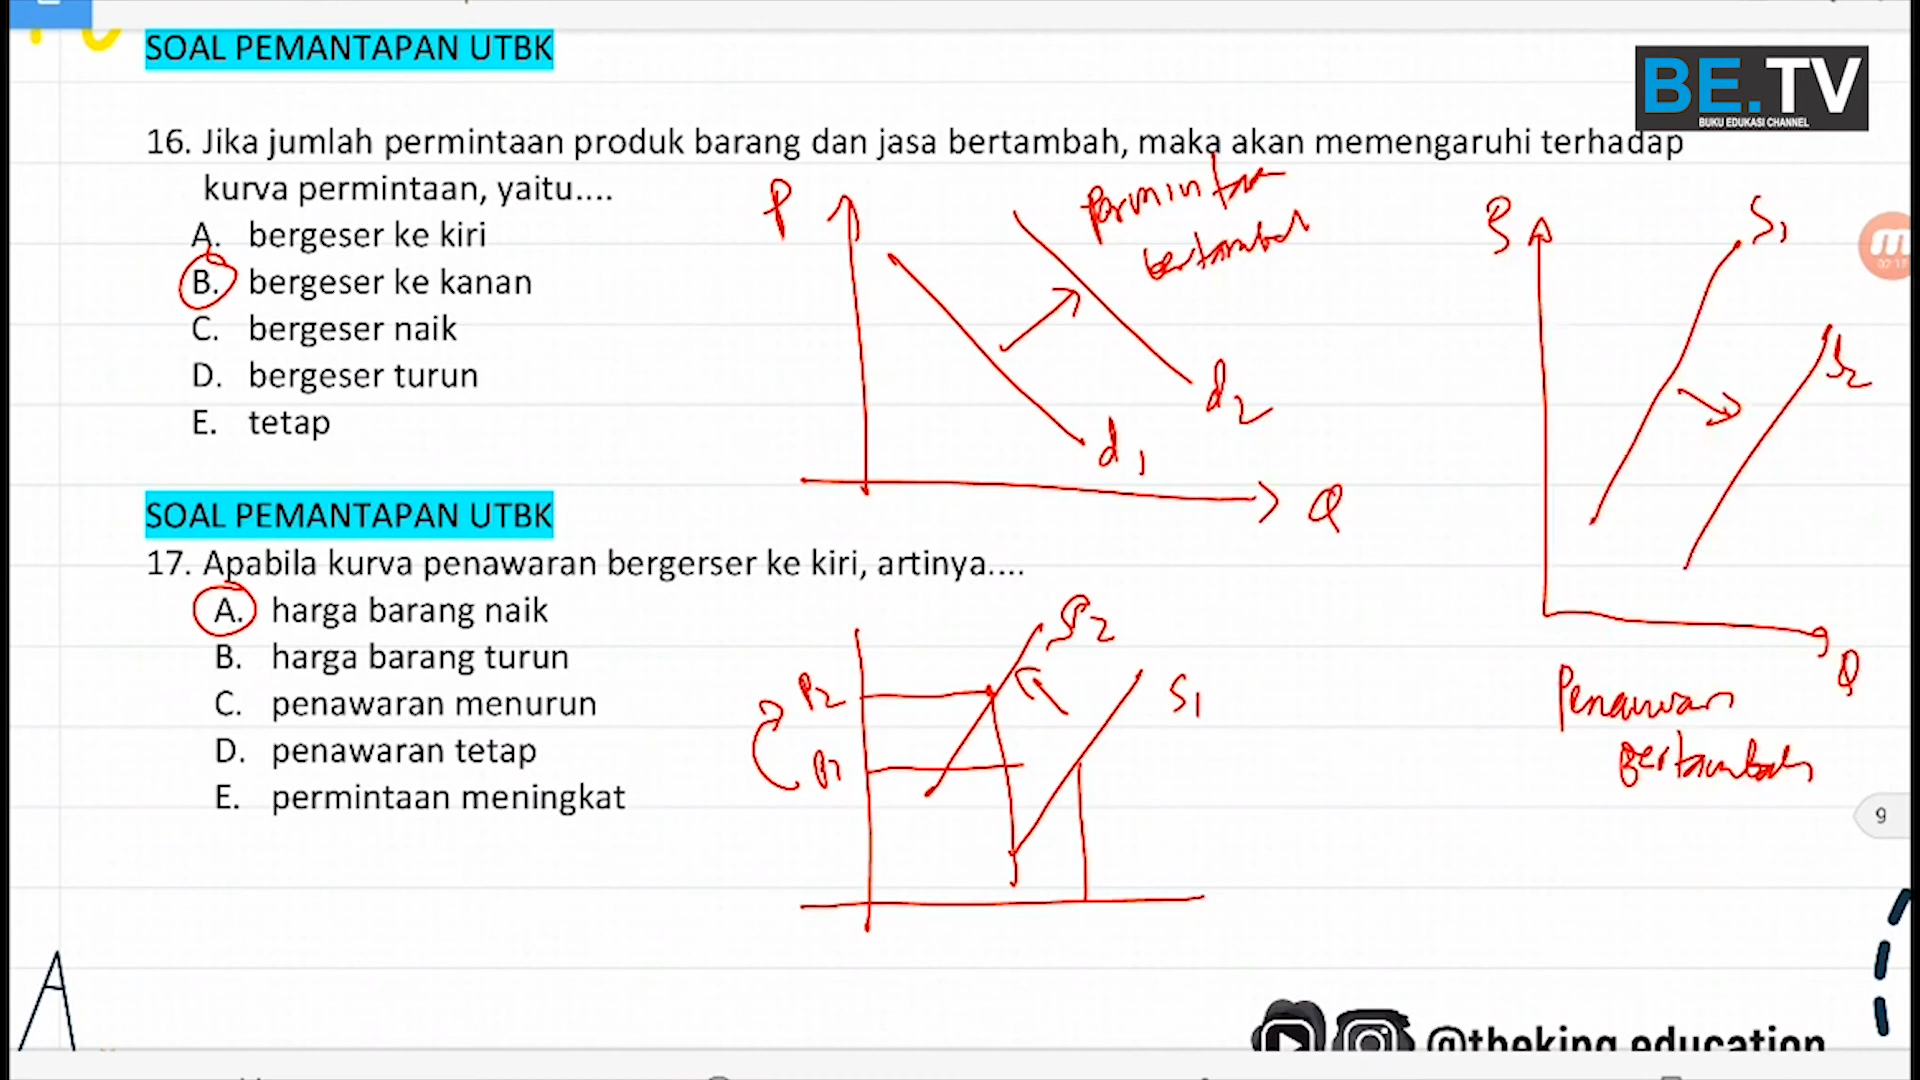 SOAL PEMANTAPAN UTBK
BE.TV
BUKU EDUKASI CHANNEL
16. Jika jumlah permintaan produk barang dan jasa bertambah, maka akan memengaruhi terhadap
kurva permintaan, yaitu....
A. bergeser ke kiri
B. bergeser ke kanan
C. bergeser naik
D. bergeser turun
E. tetap
P
bertambah
d2
d1
Q
S1
S2
Q
Penawaran
Bertambah
SOAL PEMANTAPAN UTBK
17. Apabila kurva penawaran bergerser ke kiri, artinya....
A. harga barang naik
B. harga barang turun
C. penawaran menurun
D. penawaran tetap
E. permintaan meningkat
S2
S1
P2
P1
9
A
@theking.education